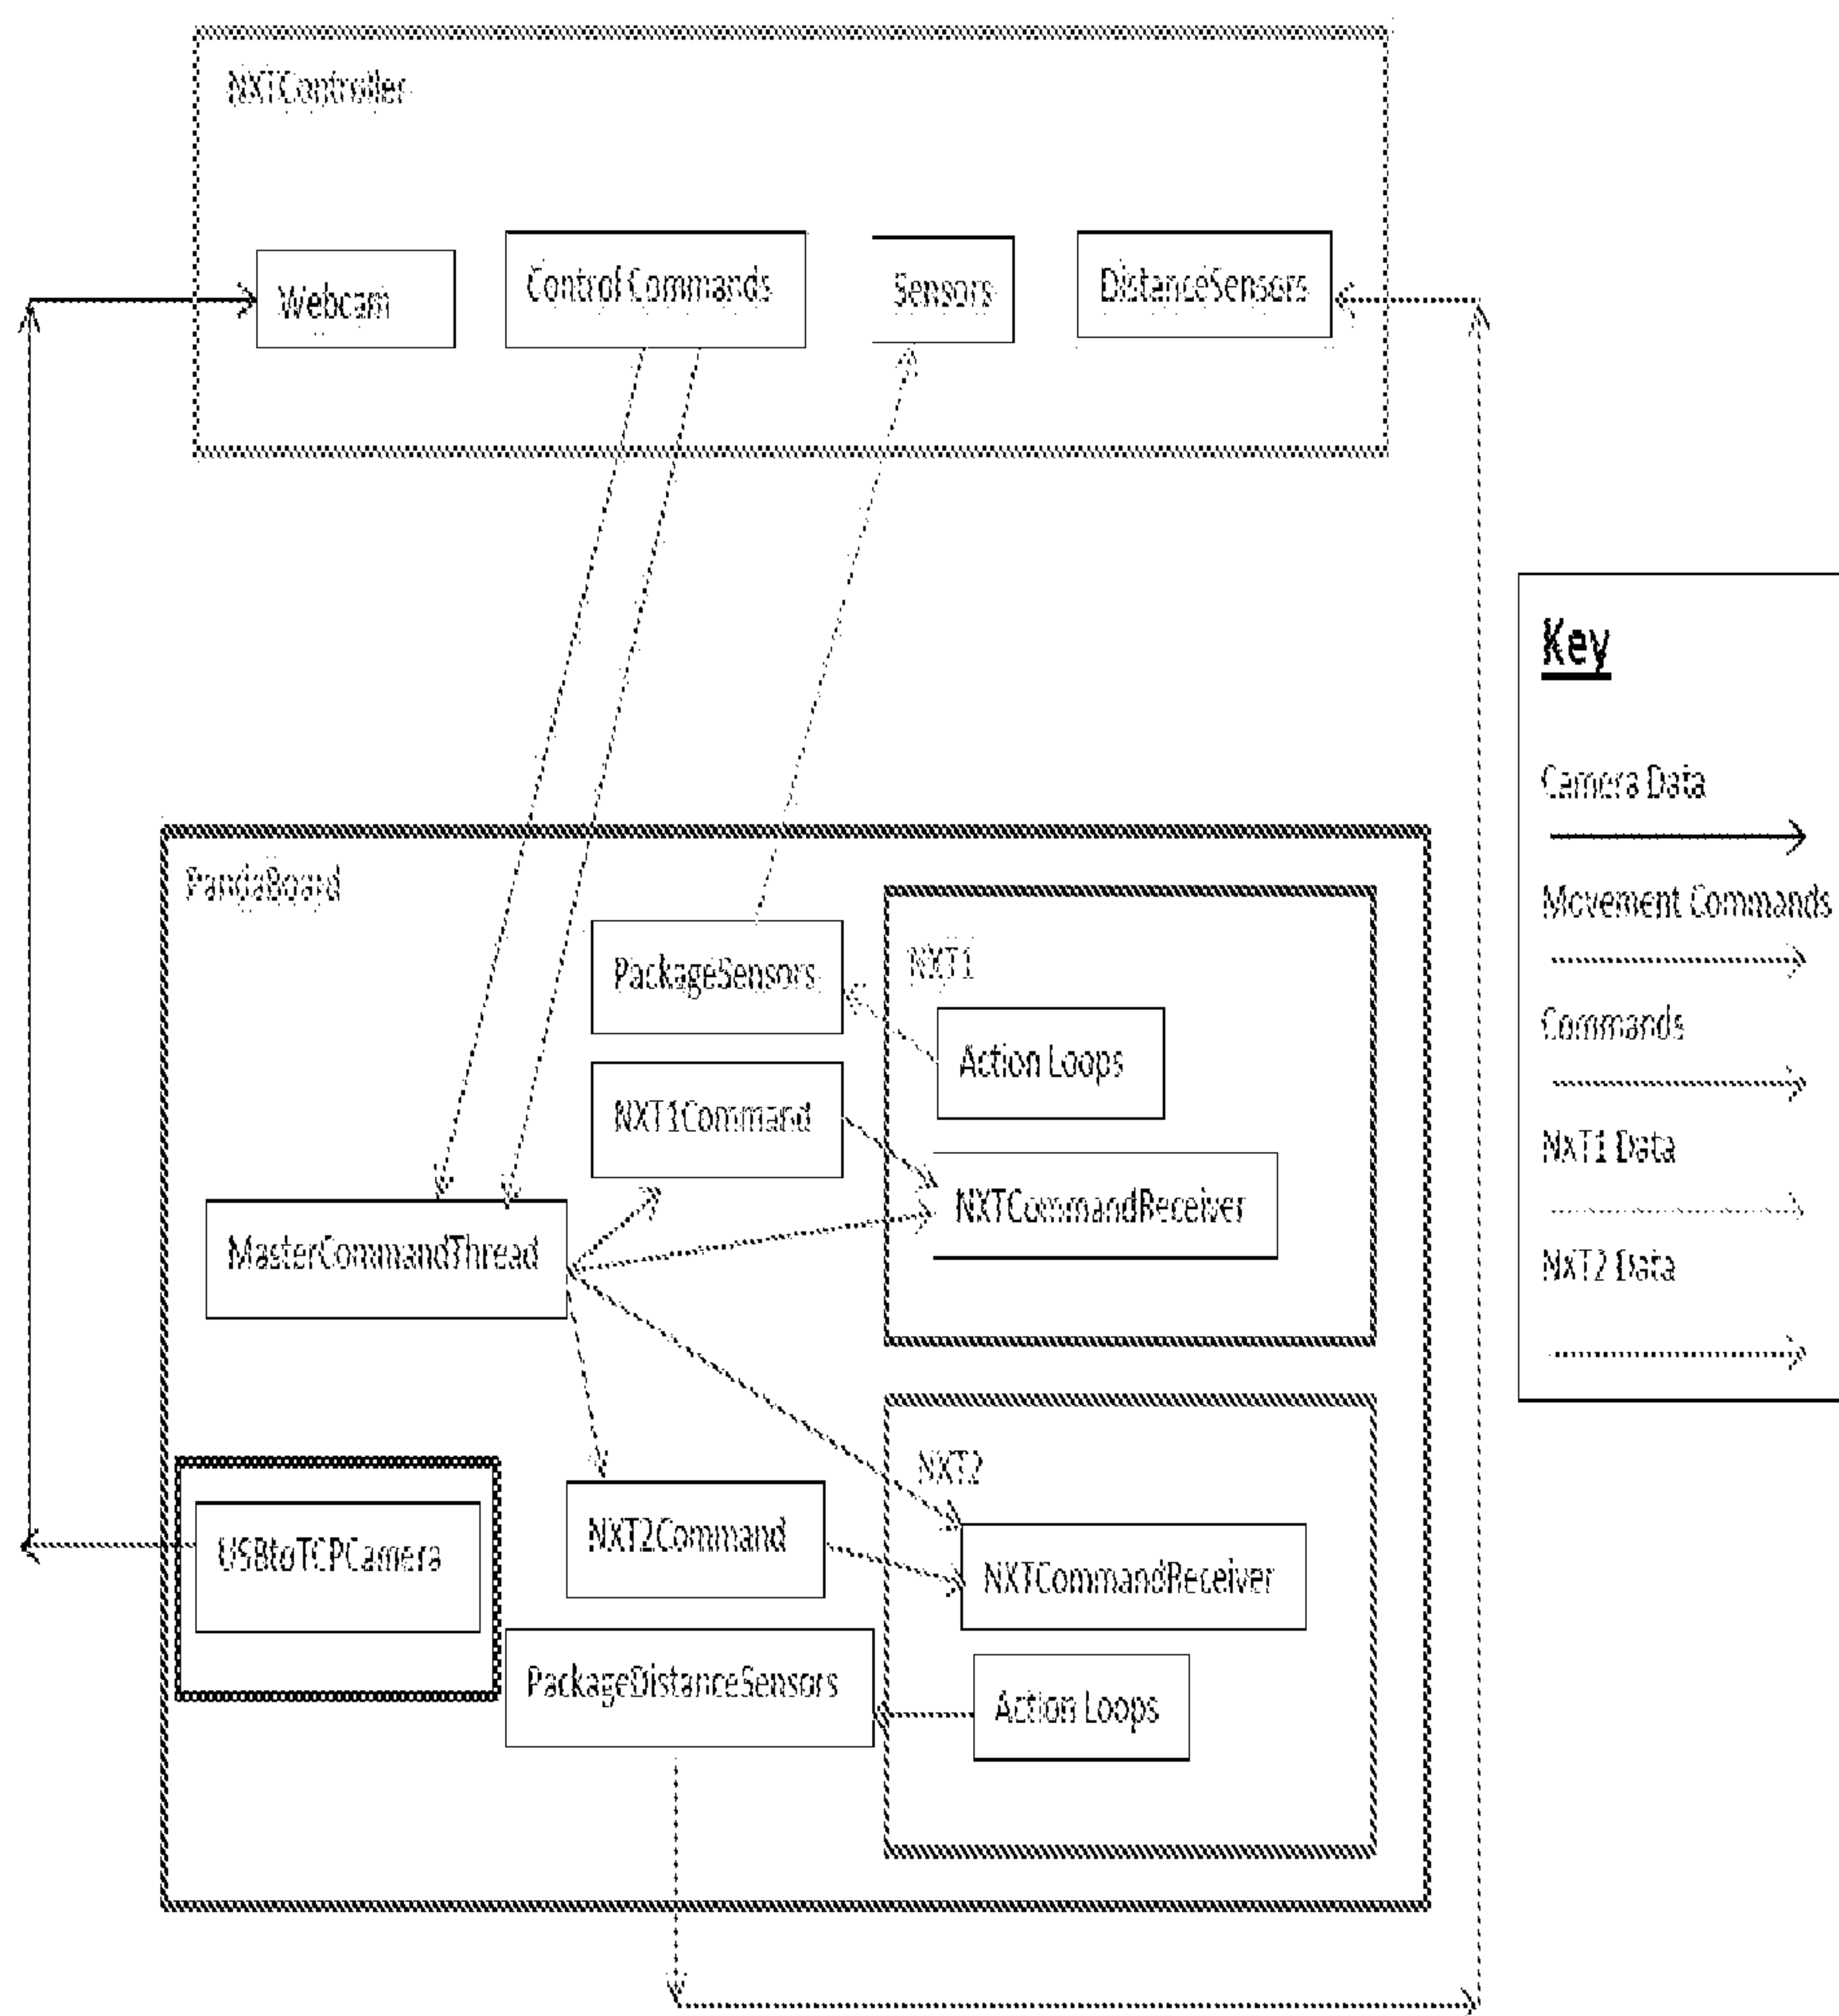 NXTController
Webcam
Control Commands
Sensors
DistanceSensors
Key
Camera Data
Movement Commands
Commands
NXT1 Data
NXT2 Data
PandaBoard
PackageSensors
NXT1
Action Loops
NXT1Command
NXTCommandReceiver
MasterCommandThread
NXT2
USBtoTCPCamera
NXT2Command
NXTCommandReceiver
PackageDistanceSensors
Action Loops